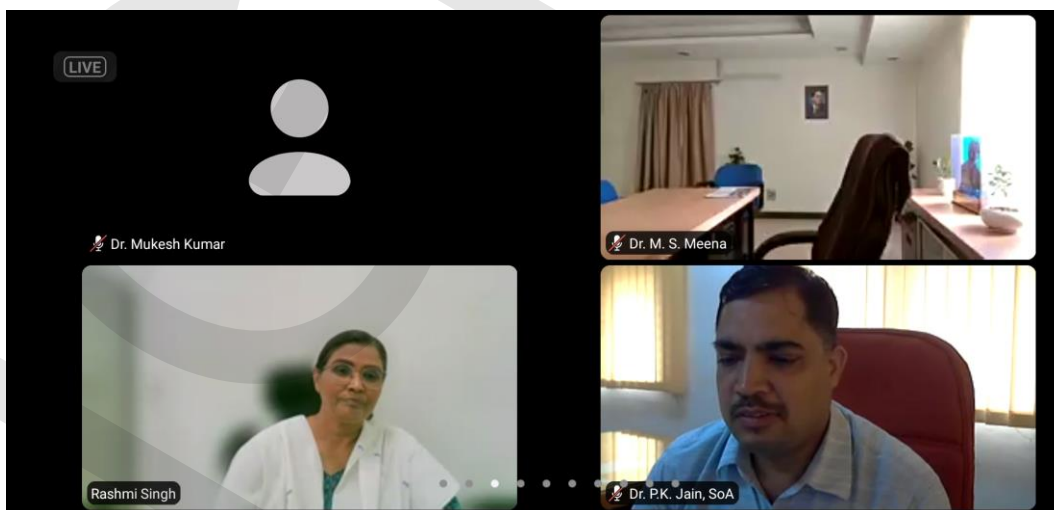 LIVE
Dr. Mukesh Kumar
Dr. M. S. Meena
Rashmi Singh
Dr. P.K. Jain, SoA